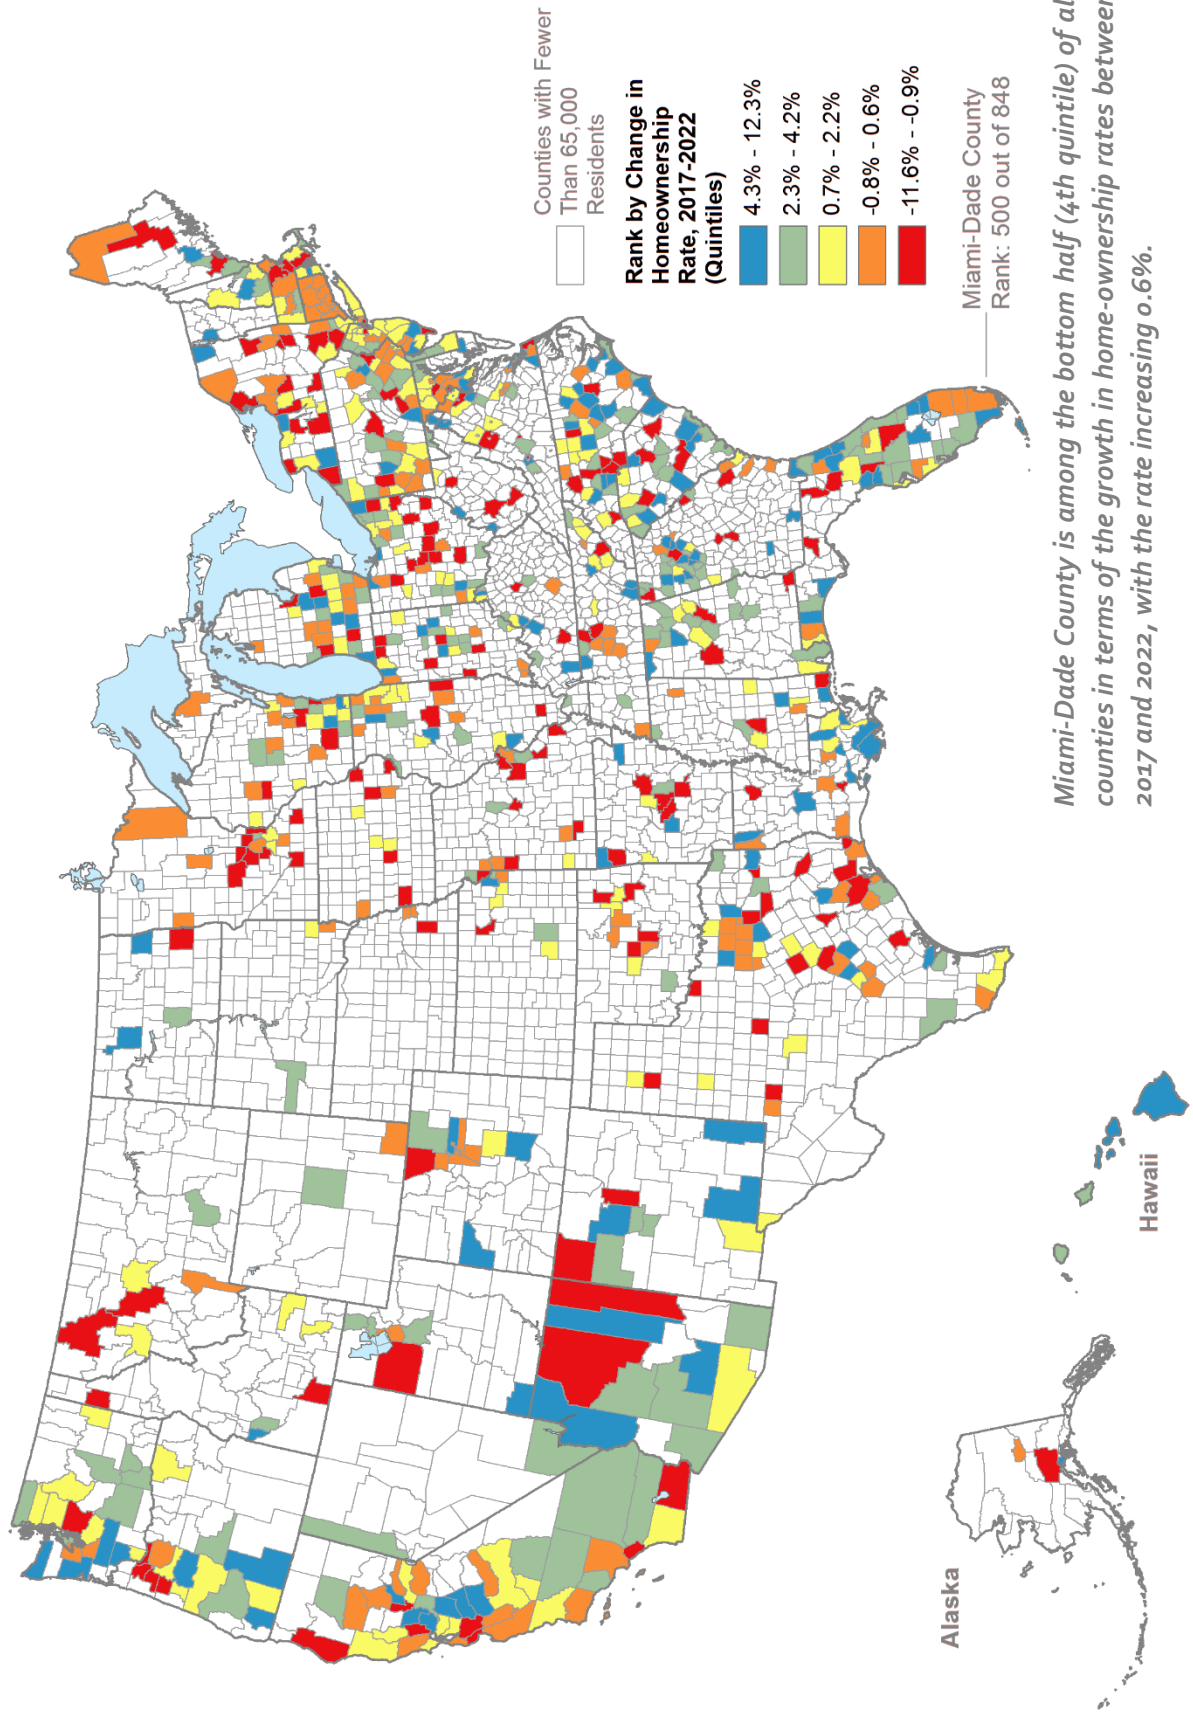 Counties with Fewer
Than 65,000
Residents
Rank by Change in
Homeownership
Rate, 2017-2022
(Quintiles)
4.3% - 12.3%
2.3% - 4.2%
0.7% - 2.2%
-0.8% - 0.6%
-11.6% - -0.9%
Miami-Dade County
Rank: 500 out of 848
Miami-Dade County is among the bottom half (4th quintile) of al
counties in terms of the growth in home-ownership rates between
2017 and 2022, with the rate increasing 0.6%.
Alaska
Hawaii